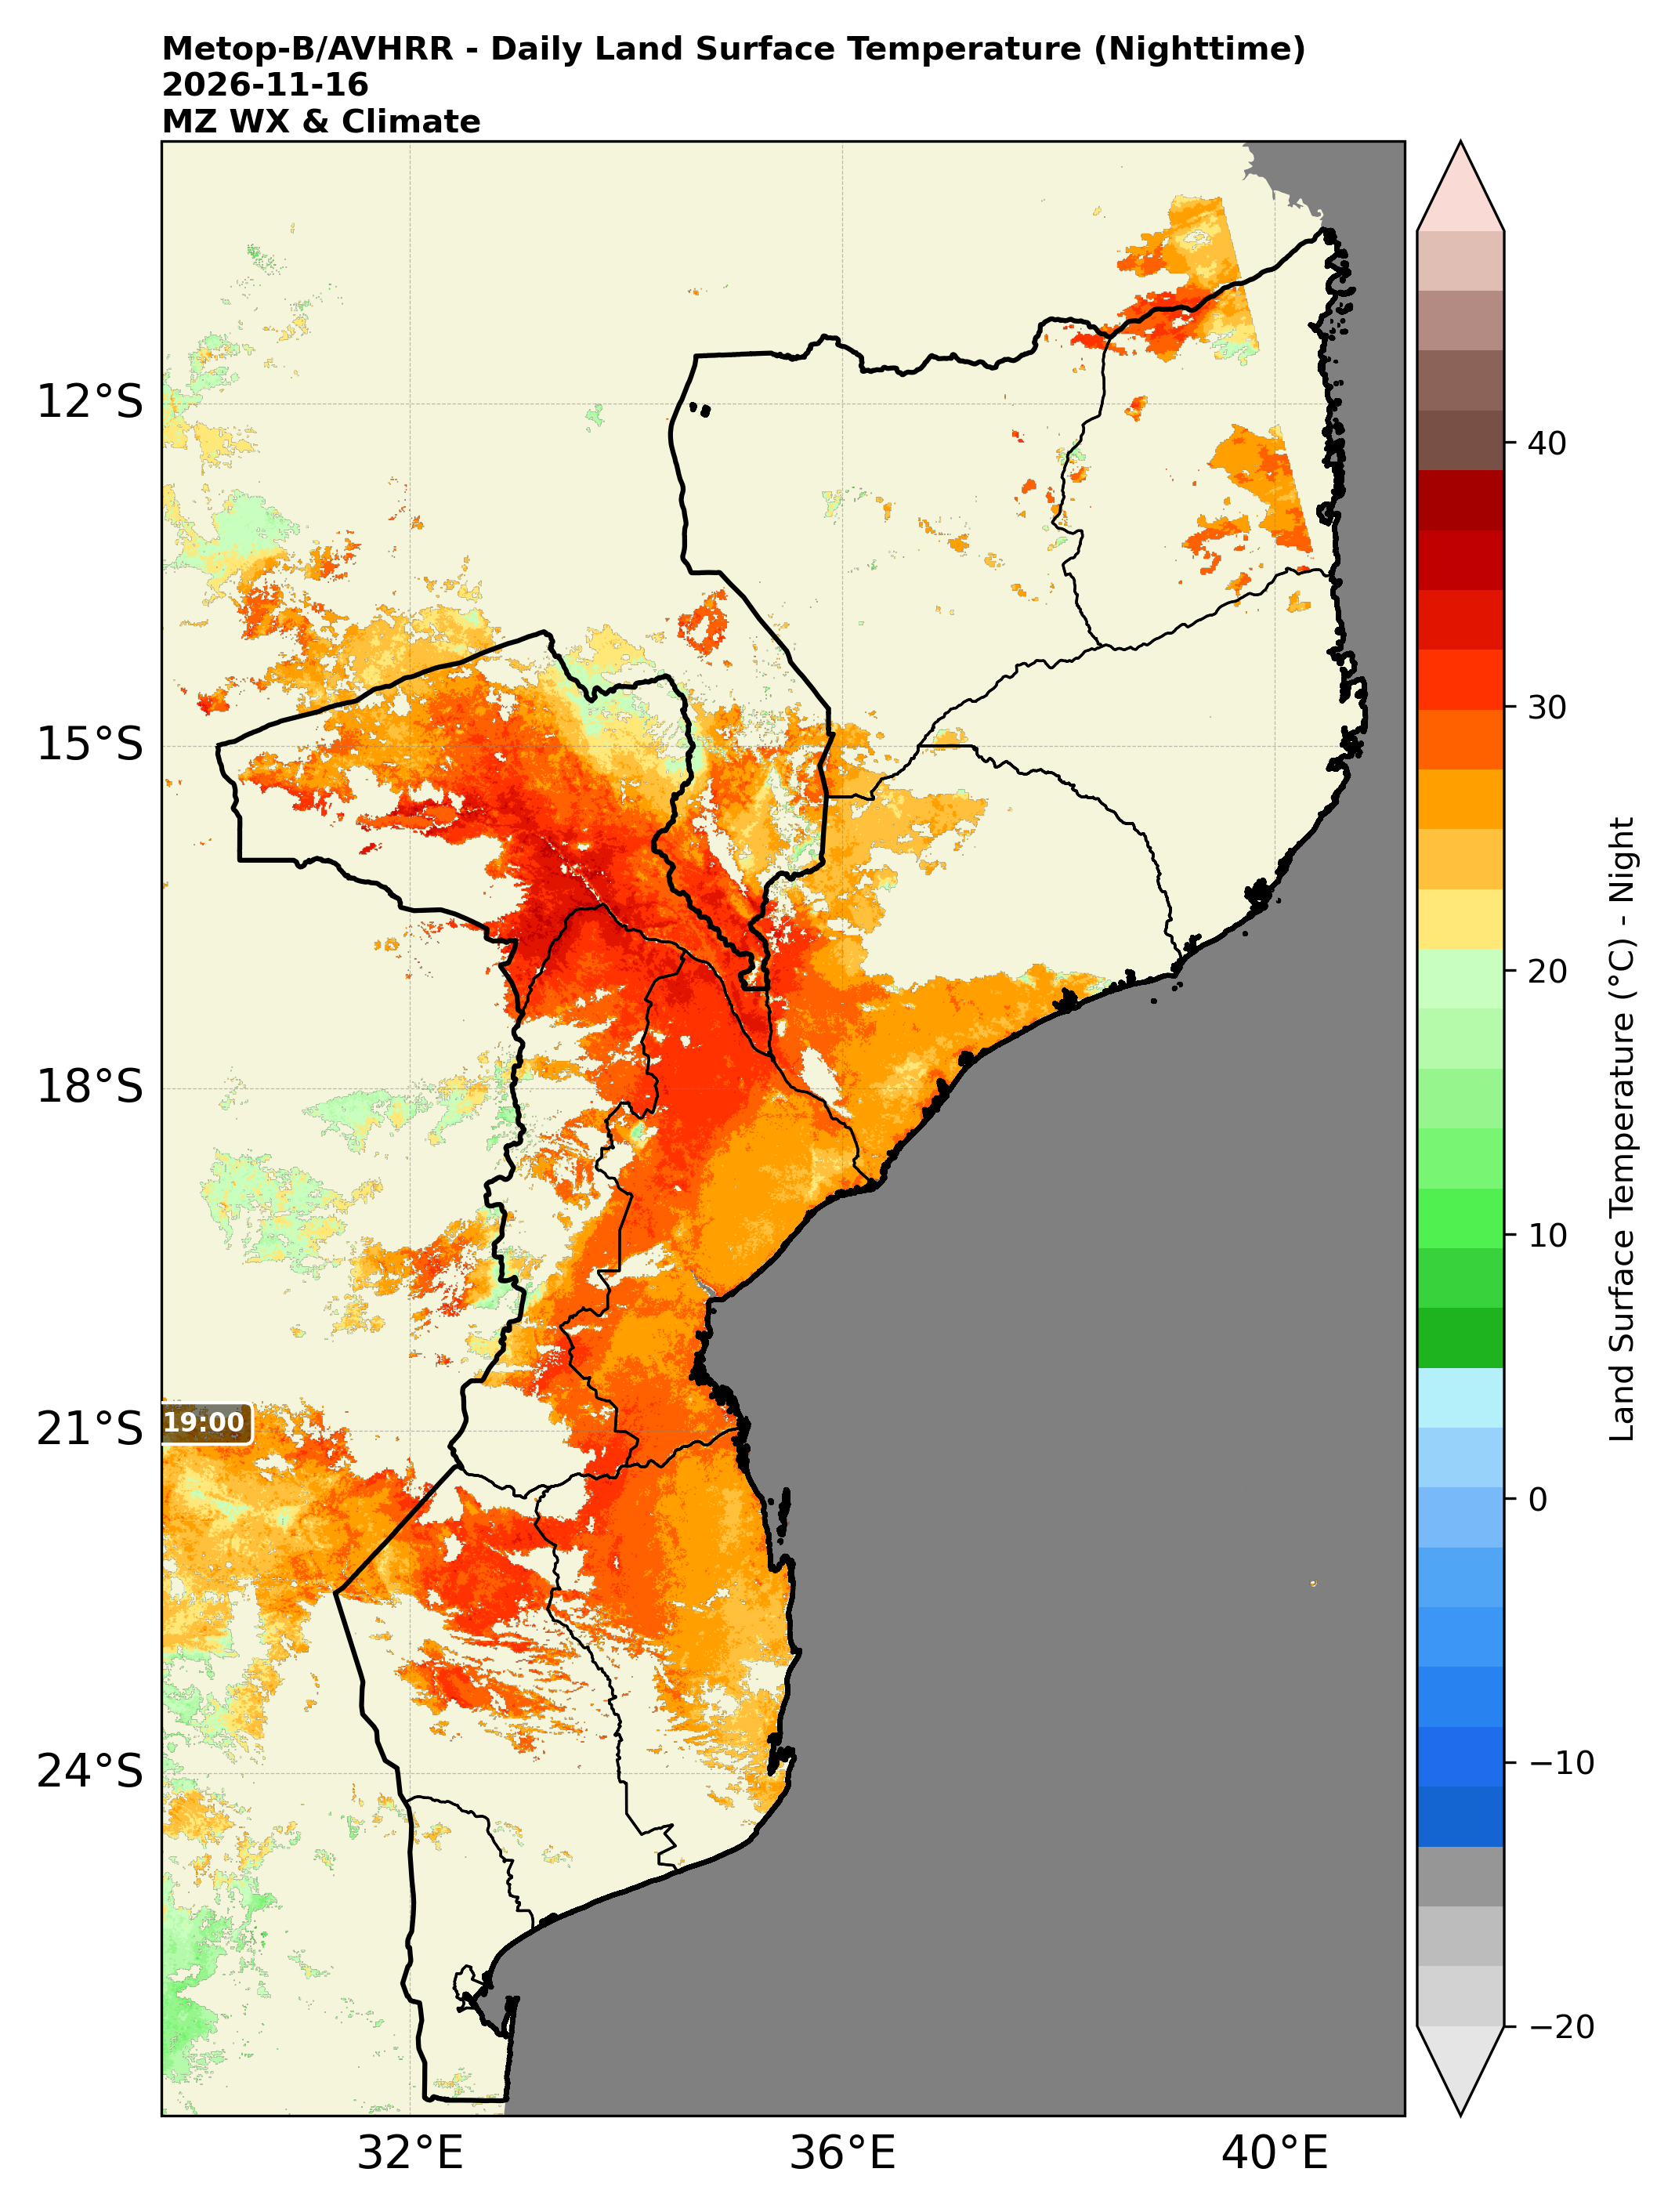 Metop-B/AVHRR - Daily Land Surface Temperature (Nighttime)
2026-11-16
MZ WX & Climate
12°S
15°S
18°S
21°S
24°S
19:00
32°E
36°E
40°E
40
30
20
10
0
−10
−20
Land Surface Temperature (°C) - Night